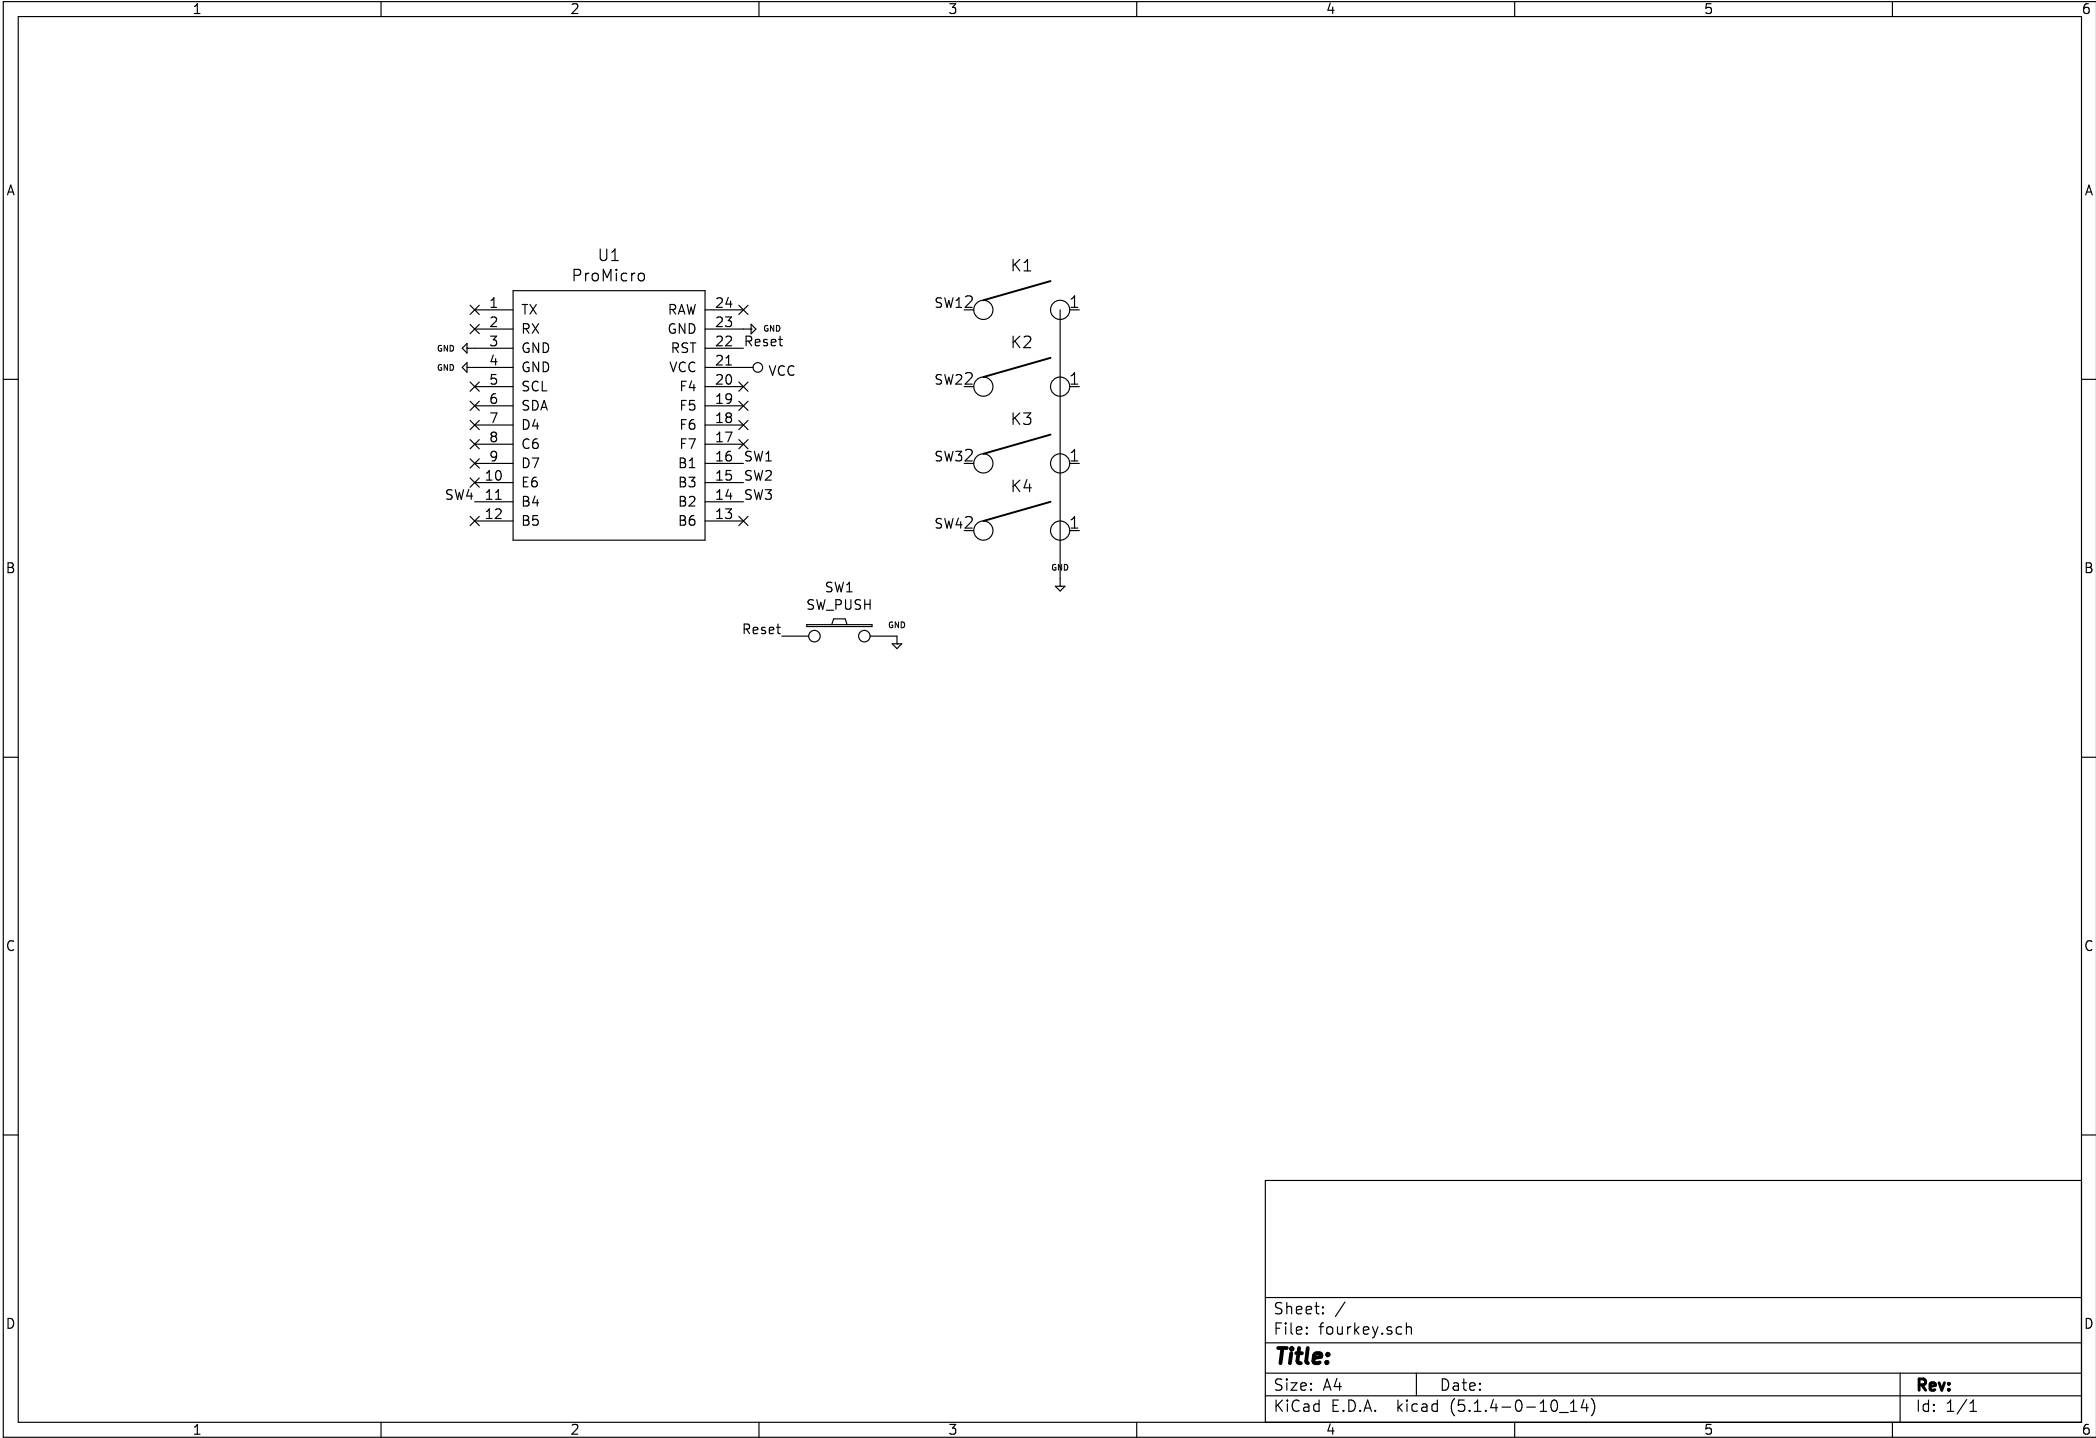 1 2 3 4 5 6
A A
U1
ProMicro
K1
1 TX RAW 24 SW1 2 1
2 RX GND 23 GND
GND 3 GND RST 22 Reset K2
GND 4 GND VCC 21 VCC
5 SCL F4 20 SW2 2 1
6 SDA F5 19
7 D4 F6 18 K3
8 C6 F7 17
9 D7 B1 16 SW1 SW3 2 1
10 E6 B3 15 SW2 K4
SW4 11 B4 B2 14 SW3
12 B5 B6 13 SW4 2 1
B GND B
SW1
SW_PUSH
Reset GND
C C
Sheet: /
File: fourkey.sch
D D
Title:
Size: A4 Date: Rev:
KiCad E.D.A. kicad (5.1.4-0-10_14) Id: 1/1
1 2 3 4 5 6